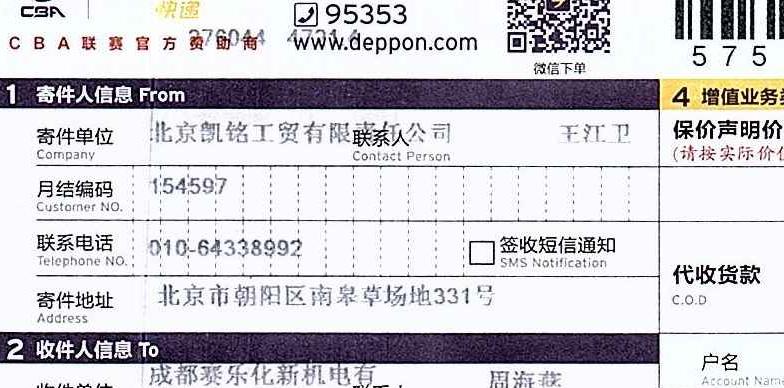 CBA 快递 95353
CBA联赛官方赞助商 376044 www.deppon.com
微信下单 575
1 寄件人信息 From 4 增值业务
寄件单位 北京凯铭工贸有限责任公司 联系人 王江卫 保价声明价
Company Contact Person (请按实际价
月结编码 154597
Customer NO.
联系电话 010-64338992 签收短信通知
Telephone NO. SMS Notification 代收货款
寄件地址 北京市朝阳区南皋草场地331号 C.O.D
Address
2 收件人信息 To
成都赛乐化新机电有 周海燕 户名
Account Name